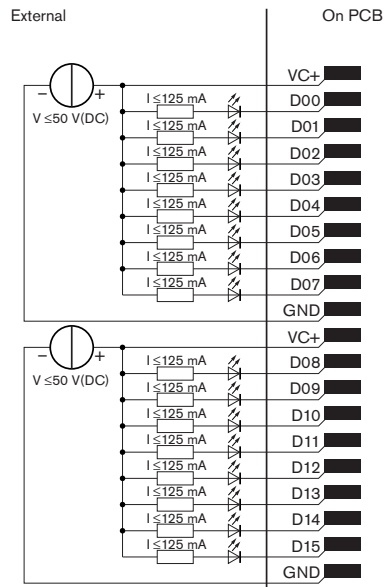 External On PCB
VC+
– +
V ≤50 V(DC)
I ≤125 mA D00
I ≤125 mA D01
I ≤125 mA D02
I ≤125 mA D03
I ≤125 mA D04
I ≤125 mA D05
I ≤125 mA D06
I ≤125 mA D07
GND
VC+
– +
V ≤50 V(DC)
I ≤125 mA D08
I ≤125 mA D09
I ≤125 mA D10
I ≤125 mA D11
I ≤125 mA D12
I ≤125 mA D13
I ≤125 mA D14
I ≤125 mA D15
GND